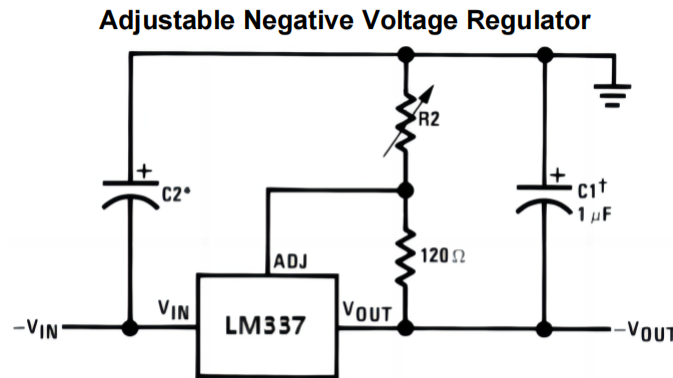 Adjustable Negative Voltage Regulator
R2
+
C2*
+
C1†
1 μF
ADJ
120Ω
VIN
VOUT
-VIN
LM337
-VOUT